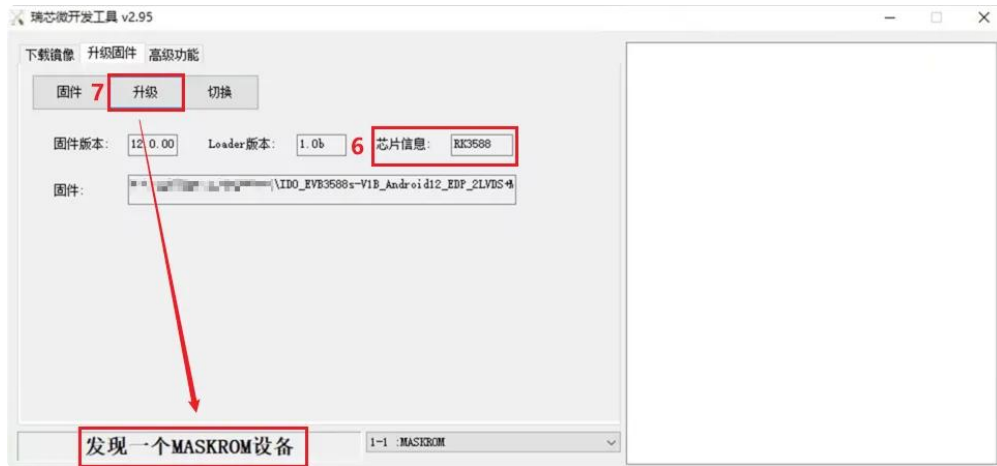 瑞芯微开发工具 v2.95
下载镜像 升级固件 高级功能
固件 7 升级 切换
固件版本: 12.0.00 Loader版本: 1.0b 6 芯片信息: RK3588
固件: \IDO_EVB3588s-V1B_Android12_EDP_2LVDS
发现一个MASKROM设备 1-1 :MASKROM